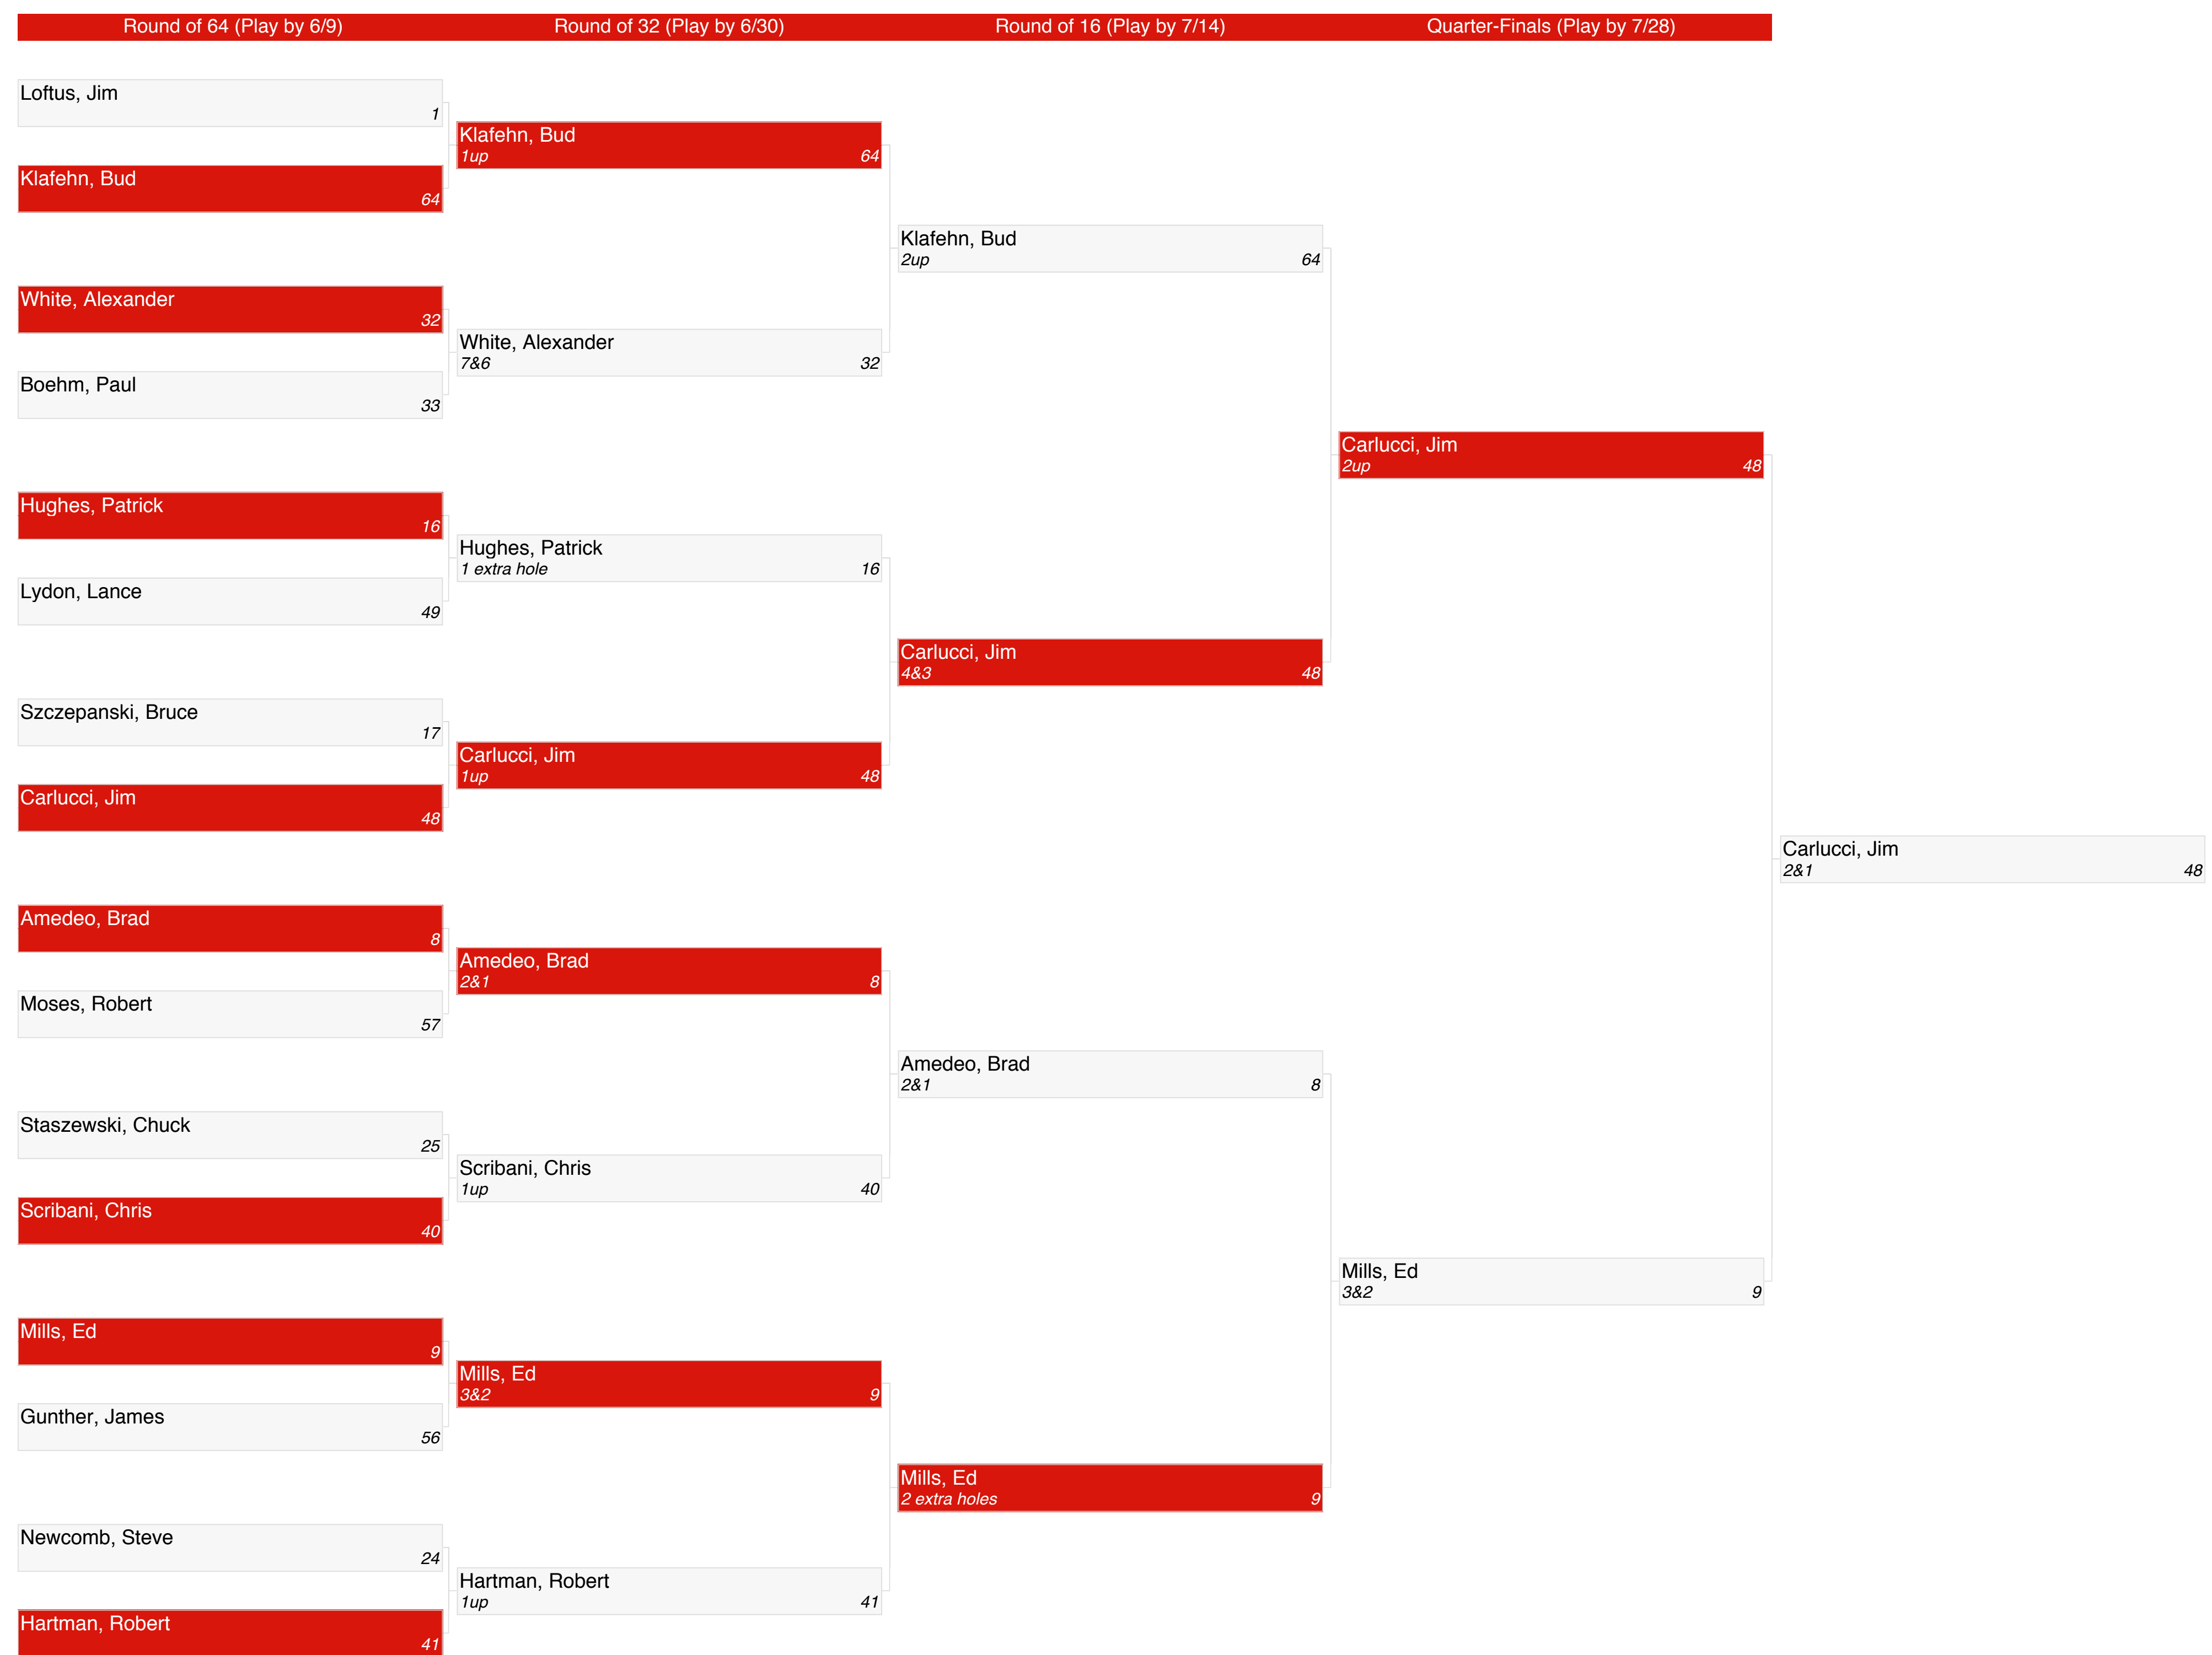 Round of 64 (Play by 6/9)
Round of 32 (Play by 6/30)
Round of 16 (Play by 7/14)
Quarter-Finals (Play by 7/28)
Loftus, Jim
1
Klafehn, Bud
64
White, Alexander
32
Boehm, Paul
33
Hughes, Patrick
16
Lydon, Lance
49
Szczepanski, Bruce
17
Carlucci, Jim
48
Amedeo, Brad
8
Moses, Robert
57
Staszewski, Chuck
25
Scribani, Chris
40
Mills, Ed
9
Gunther, James
56
Newcomb, Steve
24
Hartman, Robert
41
Klafehn, Bud
1up 64
White, Alexander
7&6 32
Hughes, Patrick
1 extra hole 16
Carlucci, Jim
1up 48
Amedeo, Brad
2&1 8
Scribani, Chris
1up 40
Mills, Ed
3&2 9
Hartman, Robert
1up 41
Klafehn, Bud
2up 64
Carlucci, Jim
4&3 48
Amedeo, Brad
2&1 8
Mills, Ed
2 extra holes 9
Carlucci, Jim
2up 48
Mills, Ed
3&2 9
Carlucci, Jim
2&1 48